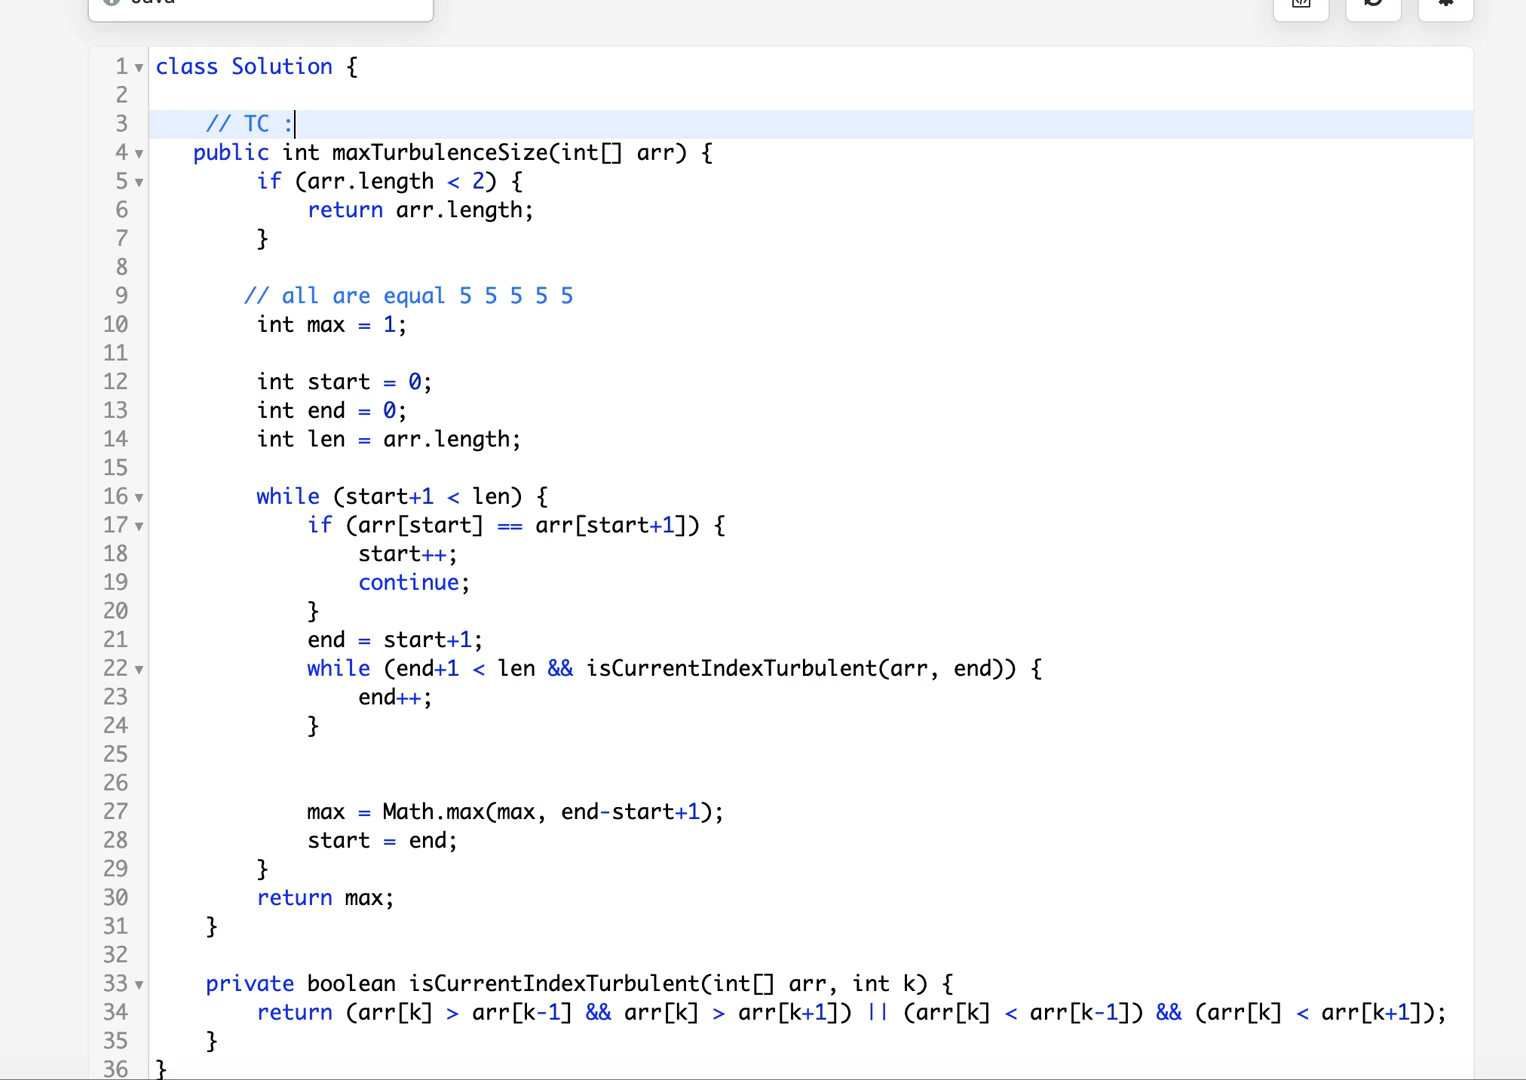 Java
1 class Solution {
2
3 // TC :
4 public int maxTurbulenceSize(int[] arr) {
5 if (arr.length < 2) {
6 return arr.length;
7 }
8
9 // all are equal 5 5 5 5 5
10 int max = 1;
11
12 int start = 0;
13 int end = 0;
14 int len = arr.length;
15
16 while (start+1 < len) {
17 if (arr[start] == arr[start+1]) {
18 start++;
19 continue;
20 }
21 end = start+1;
22 while (end+1 < len && isCurrentIndexTurbulent(arr, end)) {
23 end++;
24 }
25
26
27 max = Math.max(max, end-start+1);
28 start = end;
29 }
30 return max;
31 }
32
33 private boolean isCurrentIndexTurbulent(int[] arr, int k) {
34 return (arr[k] > arr[k-1] && arr[k] > arr[k+1]) || (arr[k] < arr[k-1]) && (arr[k] < arr[k+1]);
35 }
36 }